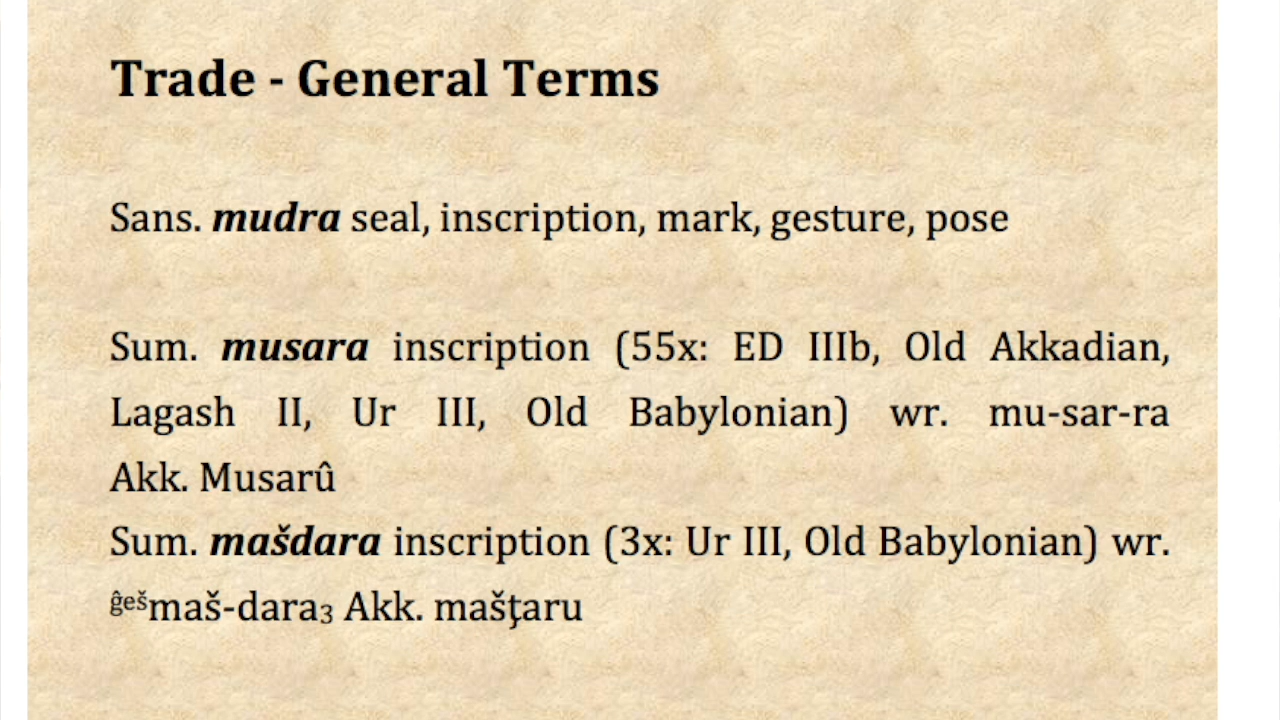 Trade - General Terms
Sans. mudra seal, inscription, mark, gesture, pose
Sum. musara inscription (55x: ED IIIb, Old Akkadian,
Lagash II, Ur III, Old Babylonian) wr. mu-sar-ra
Akk. Musarû
Sum. mašdara inscription (3x: Ur III, Old Babylonian) wr.
ĝešmaš-dara3 Akk. mašţaru